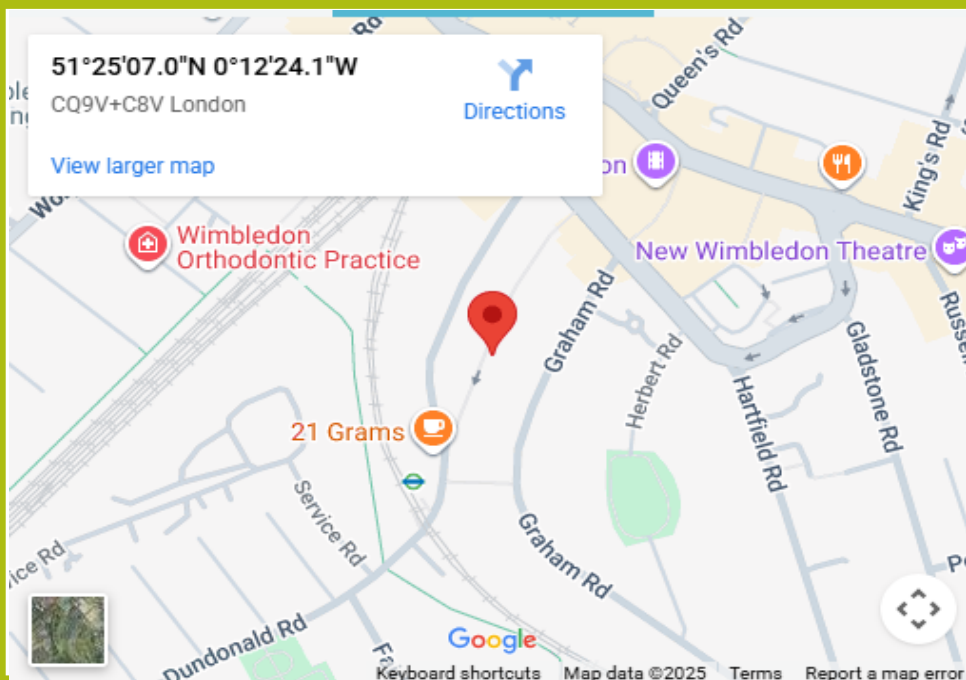 51°25'07.0"N 0°12'24.1"W
CQ9V+C8V London
Directions
View larger map
Rd
Queen's Rd
King's Rd
on
Wimbledon
Orthodontic Practice
New Wimbledon Theatre
Graham Rd
Herbert Rd
Gladstone Rd
Hartfield Rd
21 Grams
Service Rd
Graham Rd
Dundonald Rd
Google
Keyboard shortcuts
Map data ©2025
Terms
Report a map error